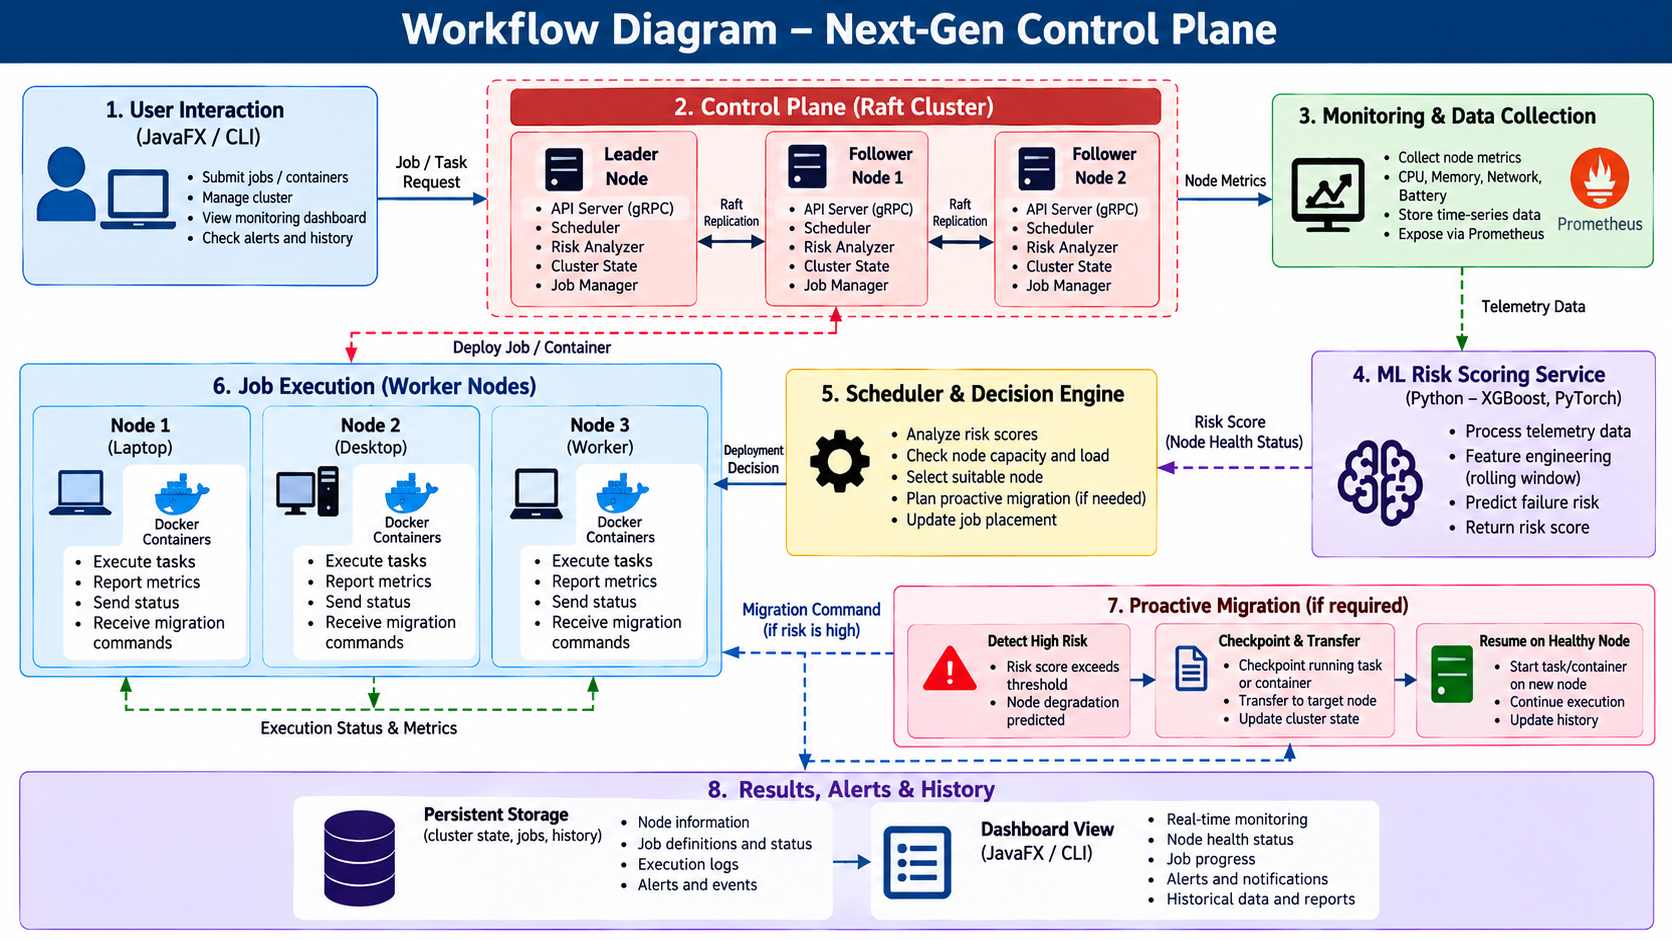 Workflow Diagram – Next-Gen Control Plane
1. User Interaction
(JavaFX / CLI)
• Submit jobs / containers
• Manage cluster
• View monitoring dashboard
• Check alerts and history
Job / Task
Request
2. Control Plane (Raft Cluster)
Leader
Node
• API Server (gRPC)
• Scheduler
• Risk Analyzer
• Cluster State
• Job Manager
Raft
Replication
Follower
Node 1
• API Server (gRPC)
• Scheduler
• Risk Analyzer
• Cluster State
• Job Manager
Raft
Replication
Follower
Node 2
• API Server (gRPC)
• Scheduler
• Risk Analyzer
• Cluster State
• Job Manager
Node Metrics
3. Monitoring & Data Collection
• Collect node metrics
• CPU, Memory, Network,
Battery
• Store time-series data
• Expose via Prometheus
Prometheus
Telemetry Data
Deploy Job / Container
6. Job Execution (Worker Nodes)
Node 1
(Laptop)
Docker
Containers
• Execute tasks
• Report metrics
• Send status
• Receive migration
commands
Node 2
(Desktop)
Docker
Containers
• Execute tasks
• Report metrics
• Send status
• Receive migration
commands
Node 3
(Worker)
Docker
Containers
• Execute tasks
• Report metrics
• Send status
• Receive migration
commands
Deployment
Decision
5. Scheduler & Decision Engine
• Analyze risk scores
• Check node capacity and load
• Select suitable node
• Plan proactive migration (if needed)
• Update job placement
Risk Score
(Node Health Status)
4. ML Risk Scoring Service
(Python – XGBoost, PyTorch)
• Process telemetry data
• Feature engineering
(rolling window)
• Predict failure risk
• Return risk score
Migration Command
(if risk is high)
7. Proactive Migration (if required)
Detect High Risk
• Risk score exceeds
threshold
• Node degradation
predicted
Checkpoint & Transfer
• Checkpoint running task
or container
• Transfer to target node
• Update cluster state
Resume on Healthy Node
• Start task/container
on new node
• Continue execution
• Update history
Execution Status & Metrics
8. Results, Alerts & History
Persistent Storage
(cluster state, jobs, history)
• Node information
• Job definitions and status
• Execution logs
• Alerts and events
Dashboard View
(JavaFX / CLI)
• Real-time monitoring
• Node health status
• Job progress
• Alerts and notifications
• Historical data and reports